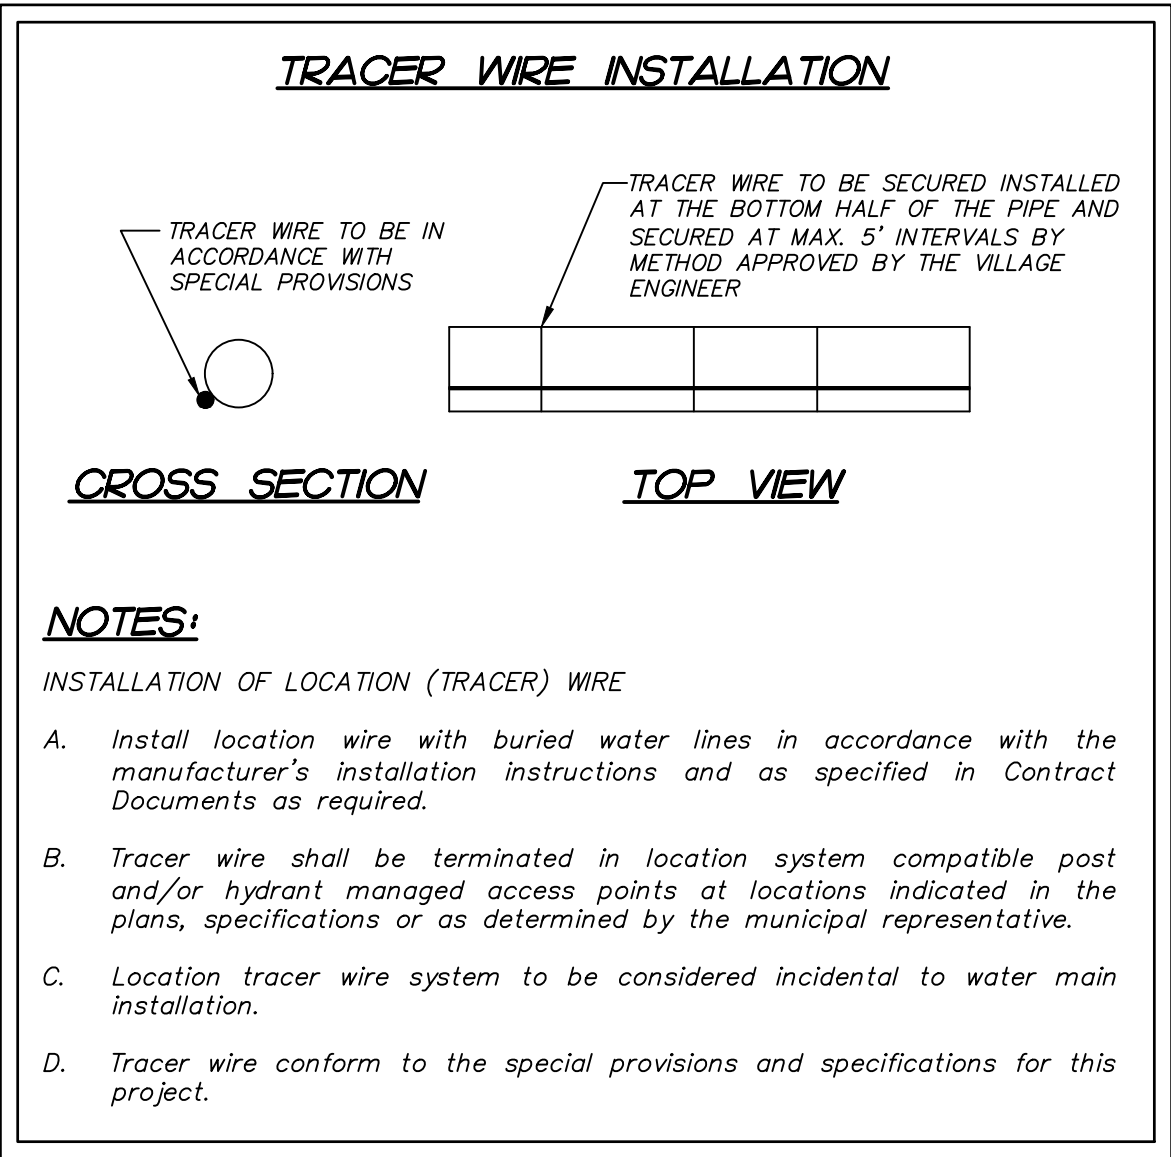 TRACER WIRE INSTALLATION
TRACER WIRE TO BE IN
ACCORDANCE WITH
SPECIAL PROVISIONS
TRACER WIRE TO BE SECURED INSTALLED
AT THE BOTTOM HALF OF THE PIPE AND
SECURED AT MAX. 5' INTERVALS BY
METHOD APPROVED BY THE VILLAGE
ENGINEER
CROSS SECTION
TOP VIEW
NOTES:
INSTALLATION OF LOCATION (TRACER) WIRE
A. Install location wire with buried water lines in accordance with the
manufacturer's installation instructions and as specified in Contract
Documents as required.
B. Tracer wire shall be terminated in location system compatible post
and/or hydrant managed access points at locations indicated in the
plans, specifications or as determined by the municipal representative.
C. Location tracer wire system to be considered incidental to water main
installation.
D. Tracer wire conform to the special provisions and specifications for this
project.